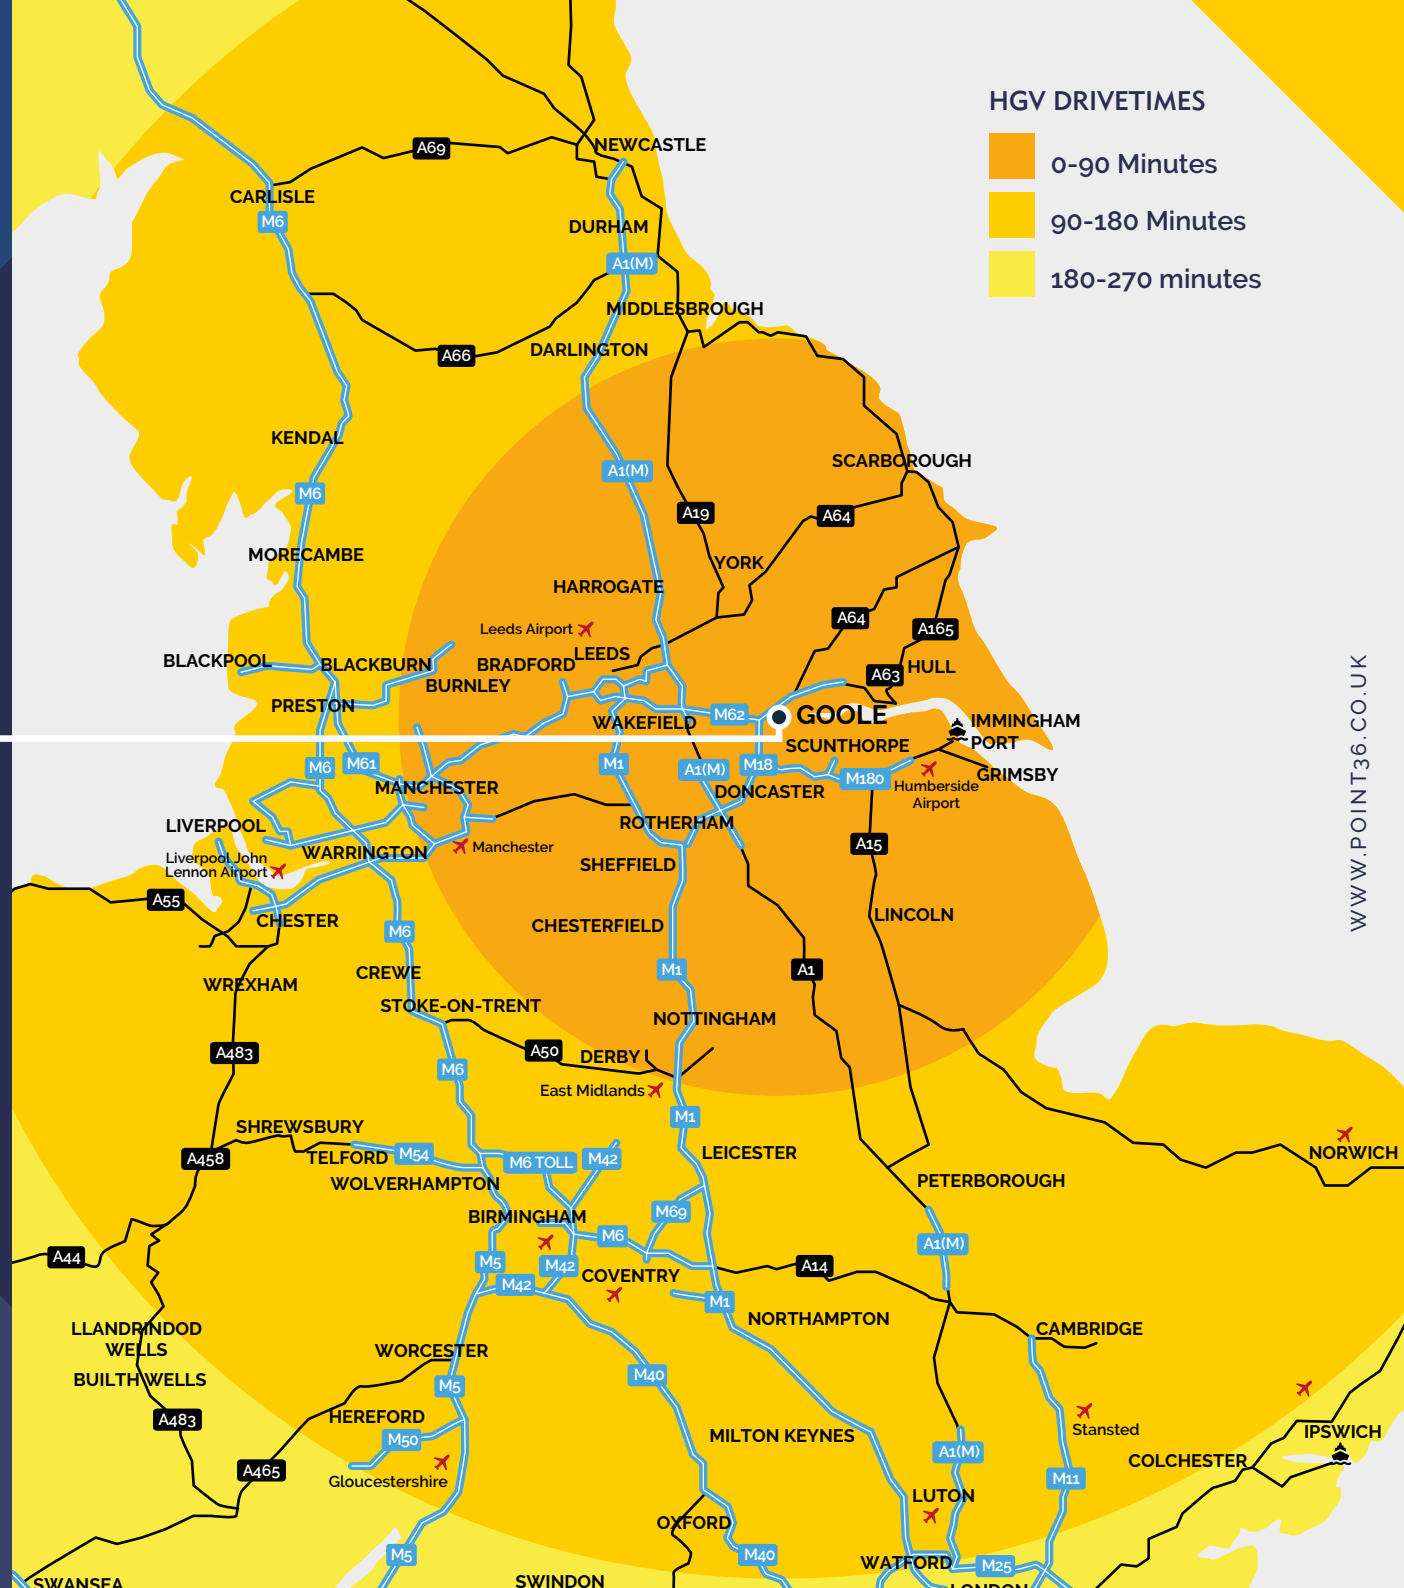 HGV DRIVETIMES
0-90 Minutes
90-180 Minutes
180-270 minutes
A69
NEWCASTLE
CARLISLE
M6
DURHAM
A1(M)
MIDDLESBROUGH
DARLINGTON
A66
KENDAL
SCARBOROUGH
A1(M)
M6
A19
A64
MORECAMBE
YORK
HARROGATE
A64
Leeds Airport
A165
BLACKPOOL
BLACKBURN
BRADFORD
LEEDS
HULL
A63
BURNLEY
PRESTON
WAKEFIELD
M62
GOOLE
IMMINGHAM
PORT
SCUNTHORPE
M6
M61
M1
A1(M)
M18
M180
GRIMSBY
MANCHESTER
DONCASTER
Humberside
Airport
LIVERPOOL
ROTHERHAM
A15
WARRINGTON
Manchester
Liverpool John
Lennon Airport
SHEFFIELD
A55
CHESTER
LINCOLN
CHESTERFIELD
M6
CREWE
M1
A1
WREXHAM
STOKE-ON-TRENT
NOTTINGHAM
A483
A50
DERBY
M6
East Midlands
M1
SHREWSBURY
NORWICH
A458
TELFORD
M54
M6 TOLL
M42
LEICESTER
WOLVERHAMPTON
PETERBOROUGH
BIRMINGHAM
M69
M6
A1(M)
A44
M5
M42
COVENTRY
A14
M42
M1
NORTHAMPTON
LLANDRINDOD
WELLS
CAMBRIDGE
WORCESTER
BUILTH WELLS
M40
M5
A483
HEREFORD
M50
MILTON KEYNES
Stansted
IPSWICH
A1(M)
COLCHESTER
A465
Gloucestershire
M11
LUTON
OXFORD
M5
M40
WATFORD
M25
SWANSEA
SWINDON
LONDON
WWW.POINT36.CO.UK